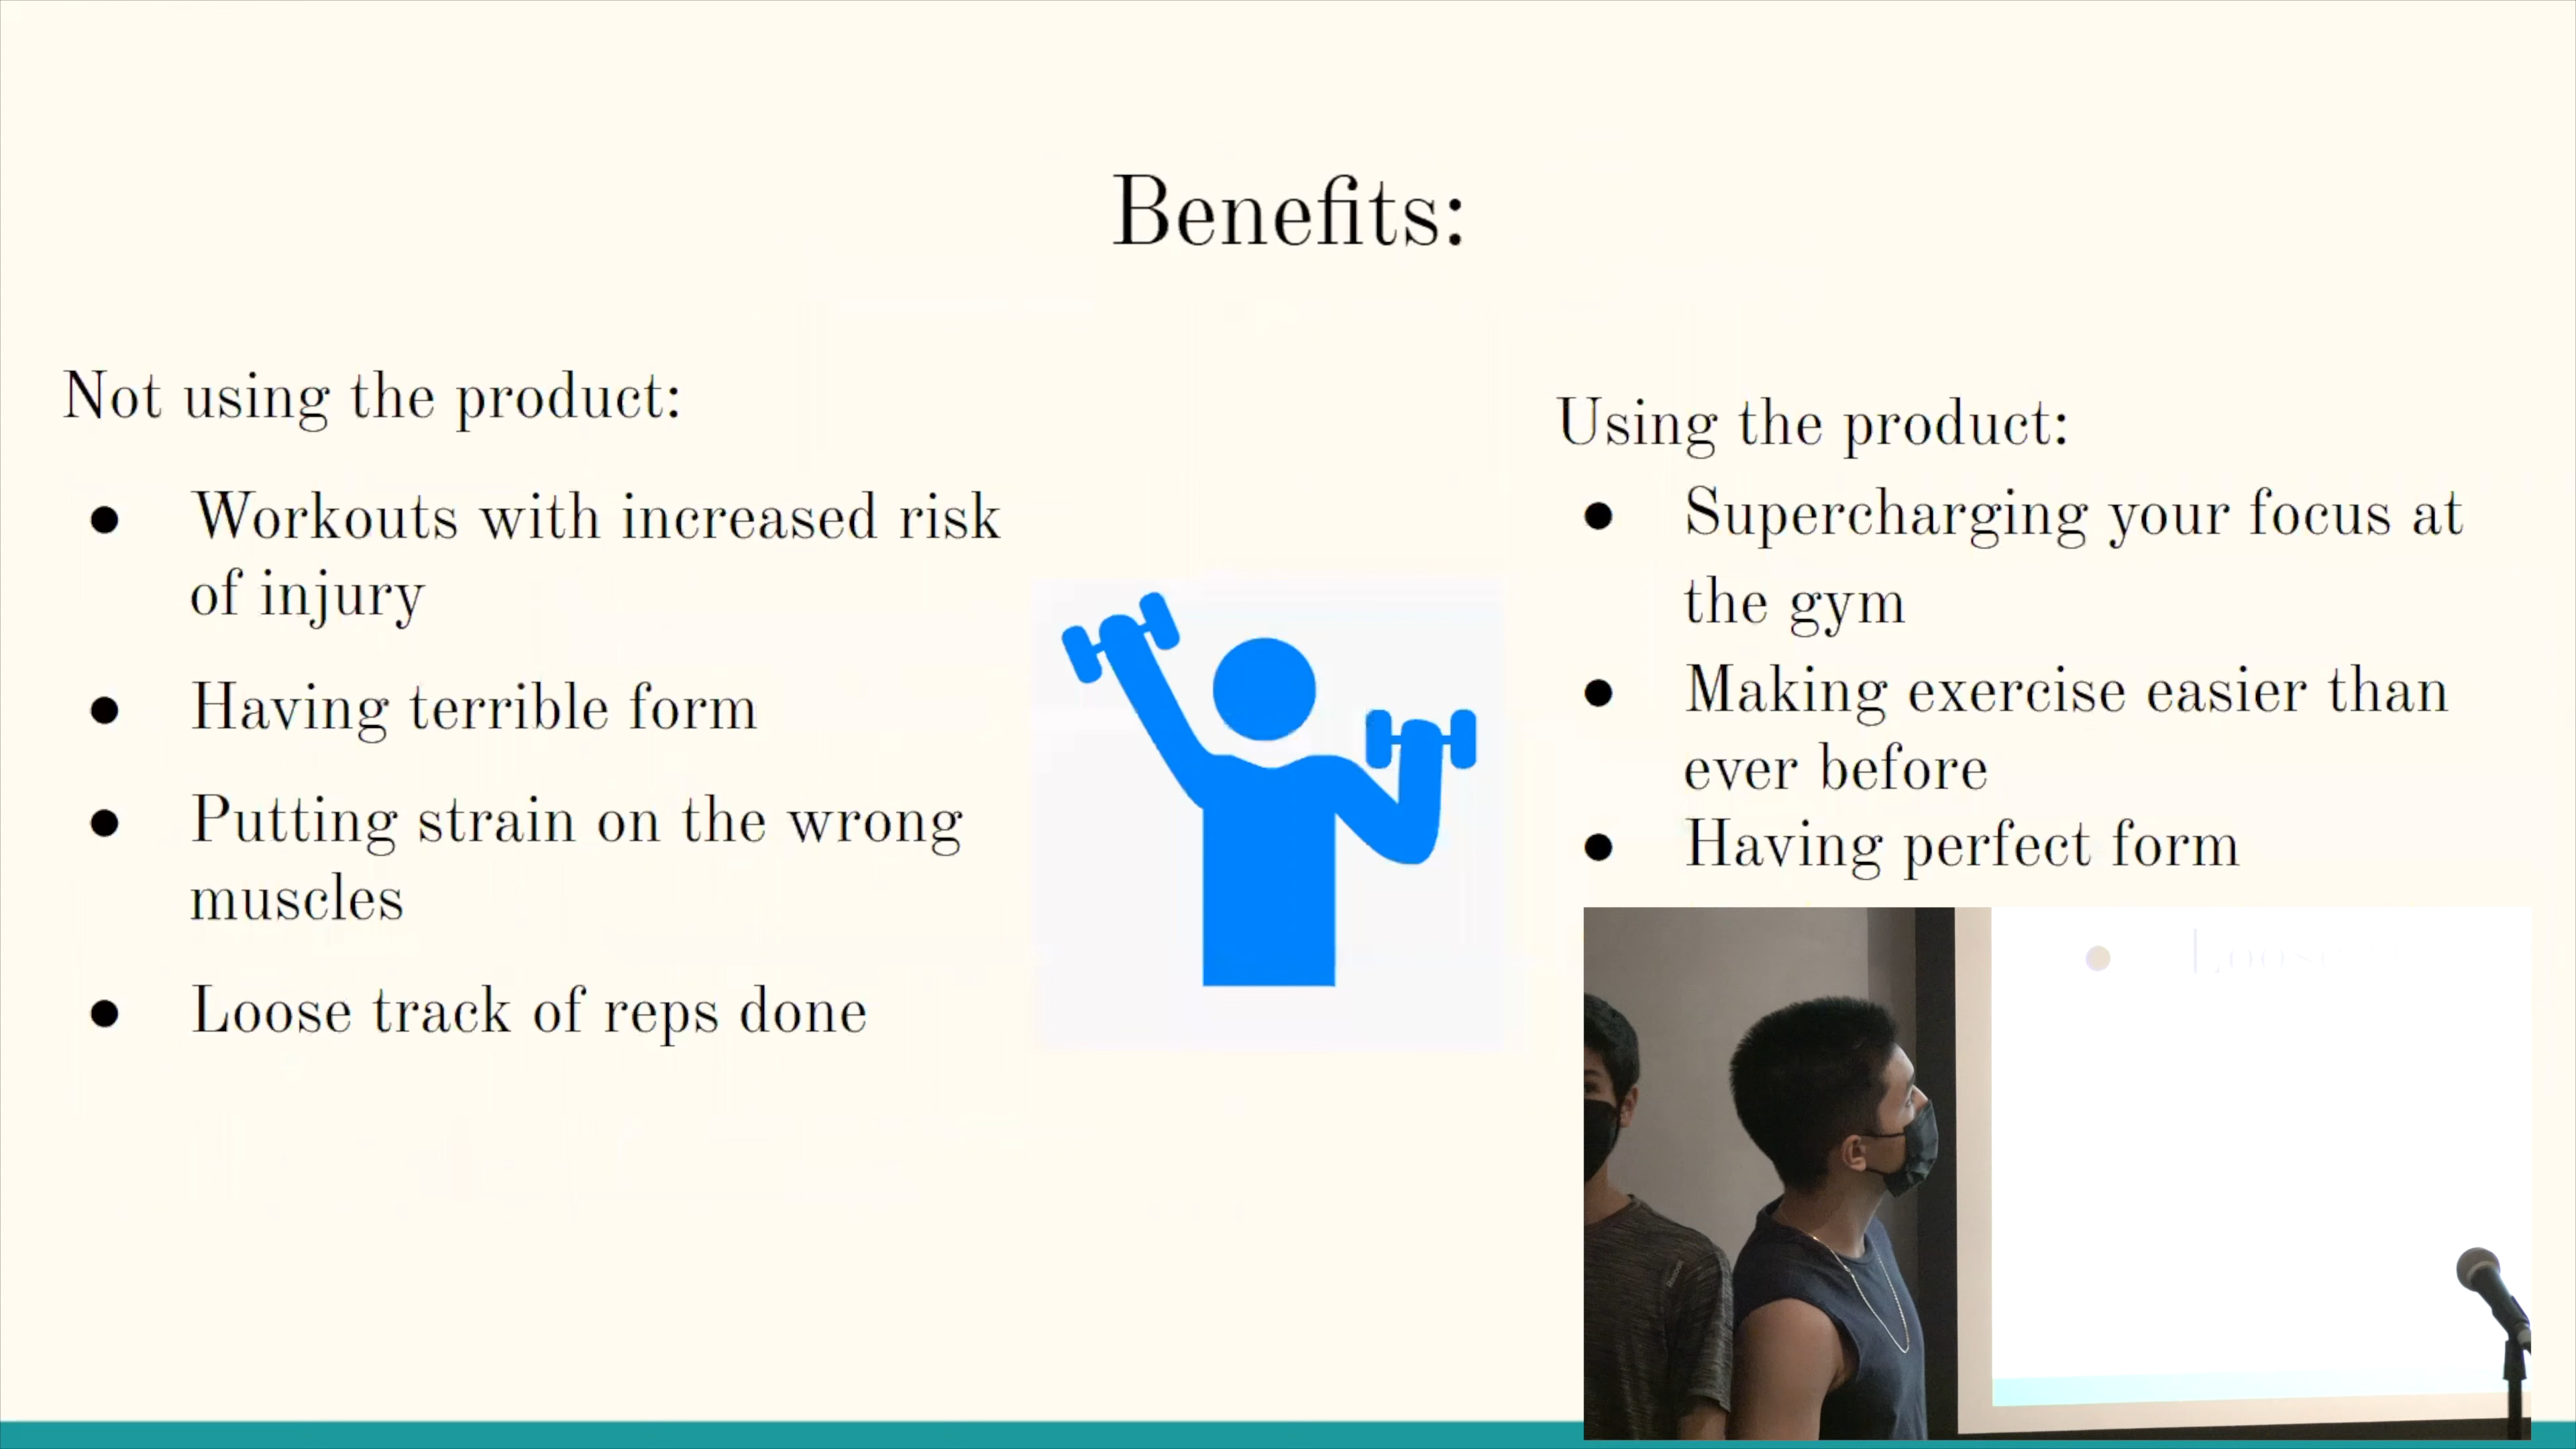 Benefits:
Not using the product:
● Workouts with increased risk
of injury
● Having terrible form
● Putting strain on the wrong
muscles
● Loose track of reps done
Using the product:
● Supercharging your focus at
the gym
● Making exercise easier than
ever before
● Having perfect form